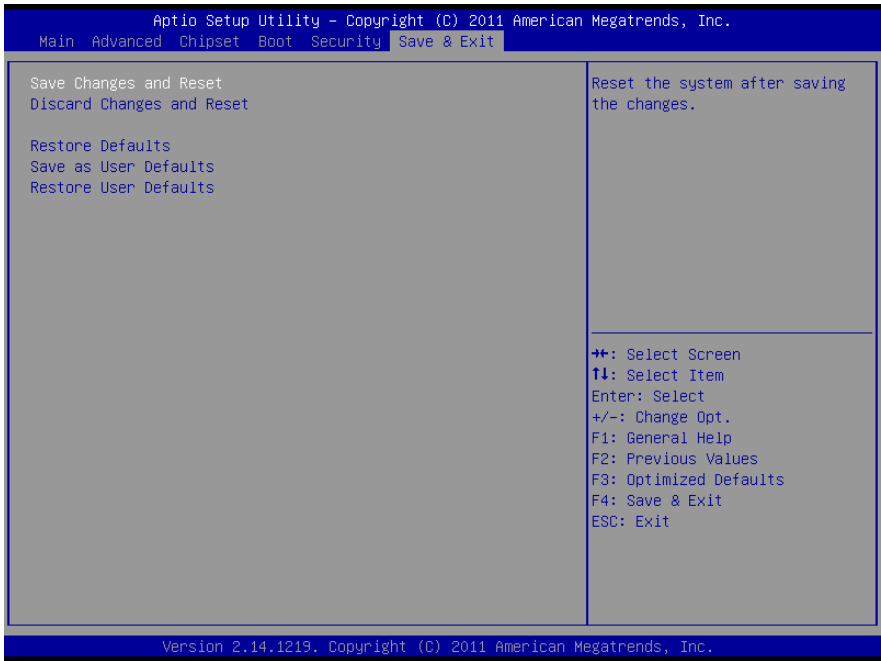 Aptio Setup Utility – Copyright (C) 2011 American Megatrends, Inc.
Main Advanced Chipset Boot Security Save & Exit
Save Changes and Reset
Discard Changes and Reset
Restore Defaults
Save as User Defaults
Restore User Defaults
Reset the system after saving
the changes.
→←: Select Screen
↑↓: Select Item
Enter: Select
+/-: Change Opt.
F1: General Help
F2: Previous Values
F3: Optimized Defaults
F4: Save & Exit
ESC: Exit
Version 2.14.1219. Copyright (C) 2011 American Megatrends, Inc.